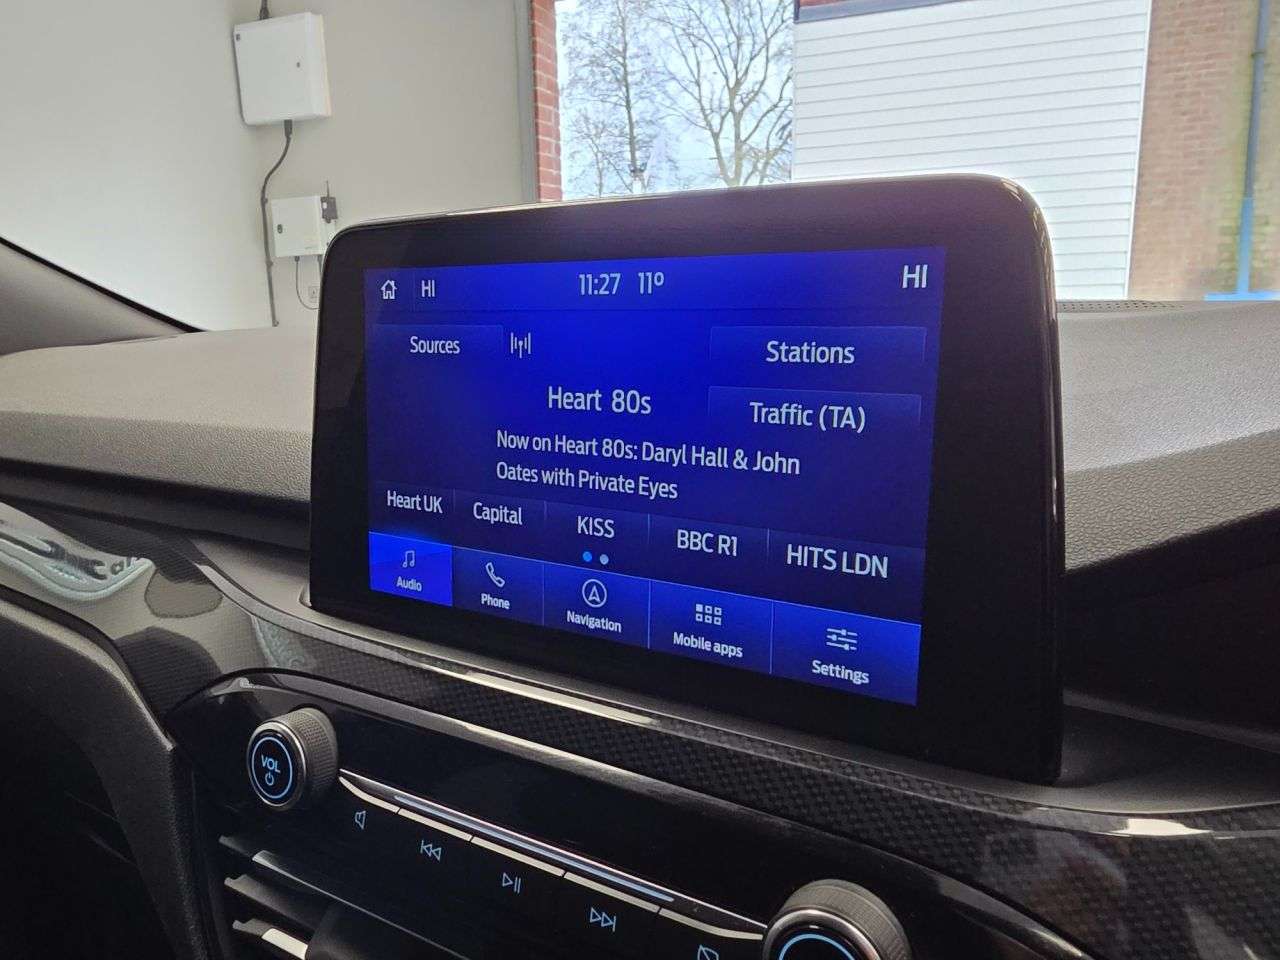 HI 11:27 11° HI
Sources Stations
Heart 80s
Traffic (TA)
Now on Heart 80s: Daryl Hall & John
Oates with Private Eyes
Heart UK Capital KISS BBC R1 HITS LDN
Audio Phone Navigation Mobile apps Settings
VOL